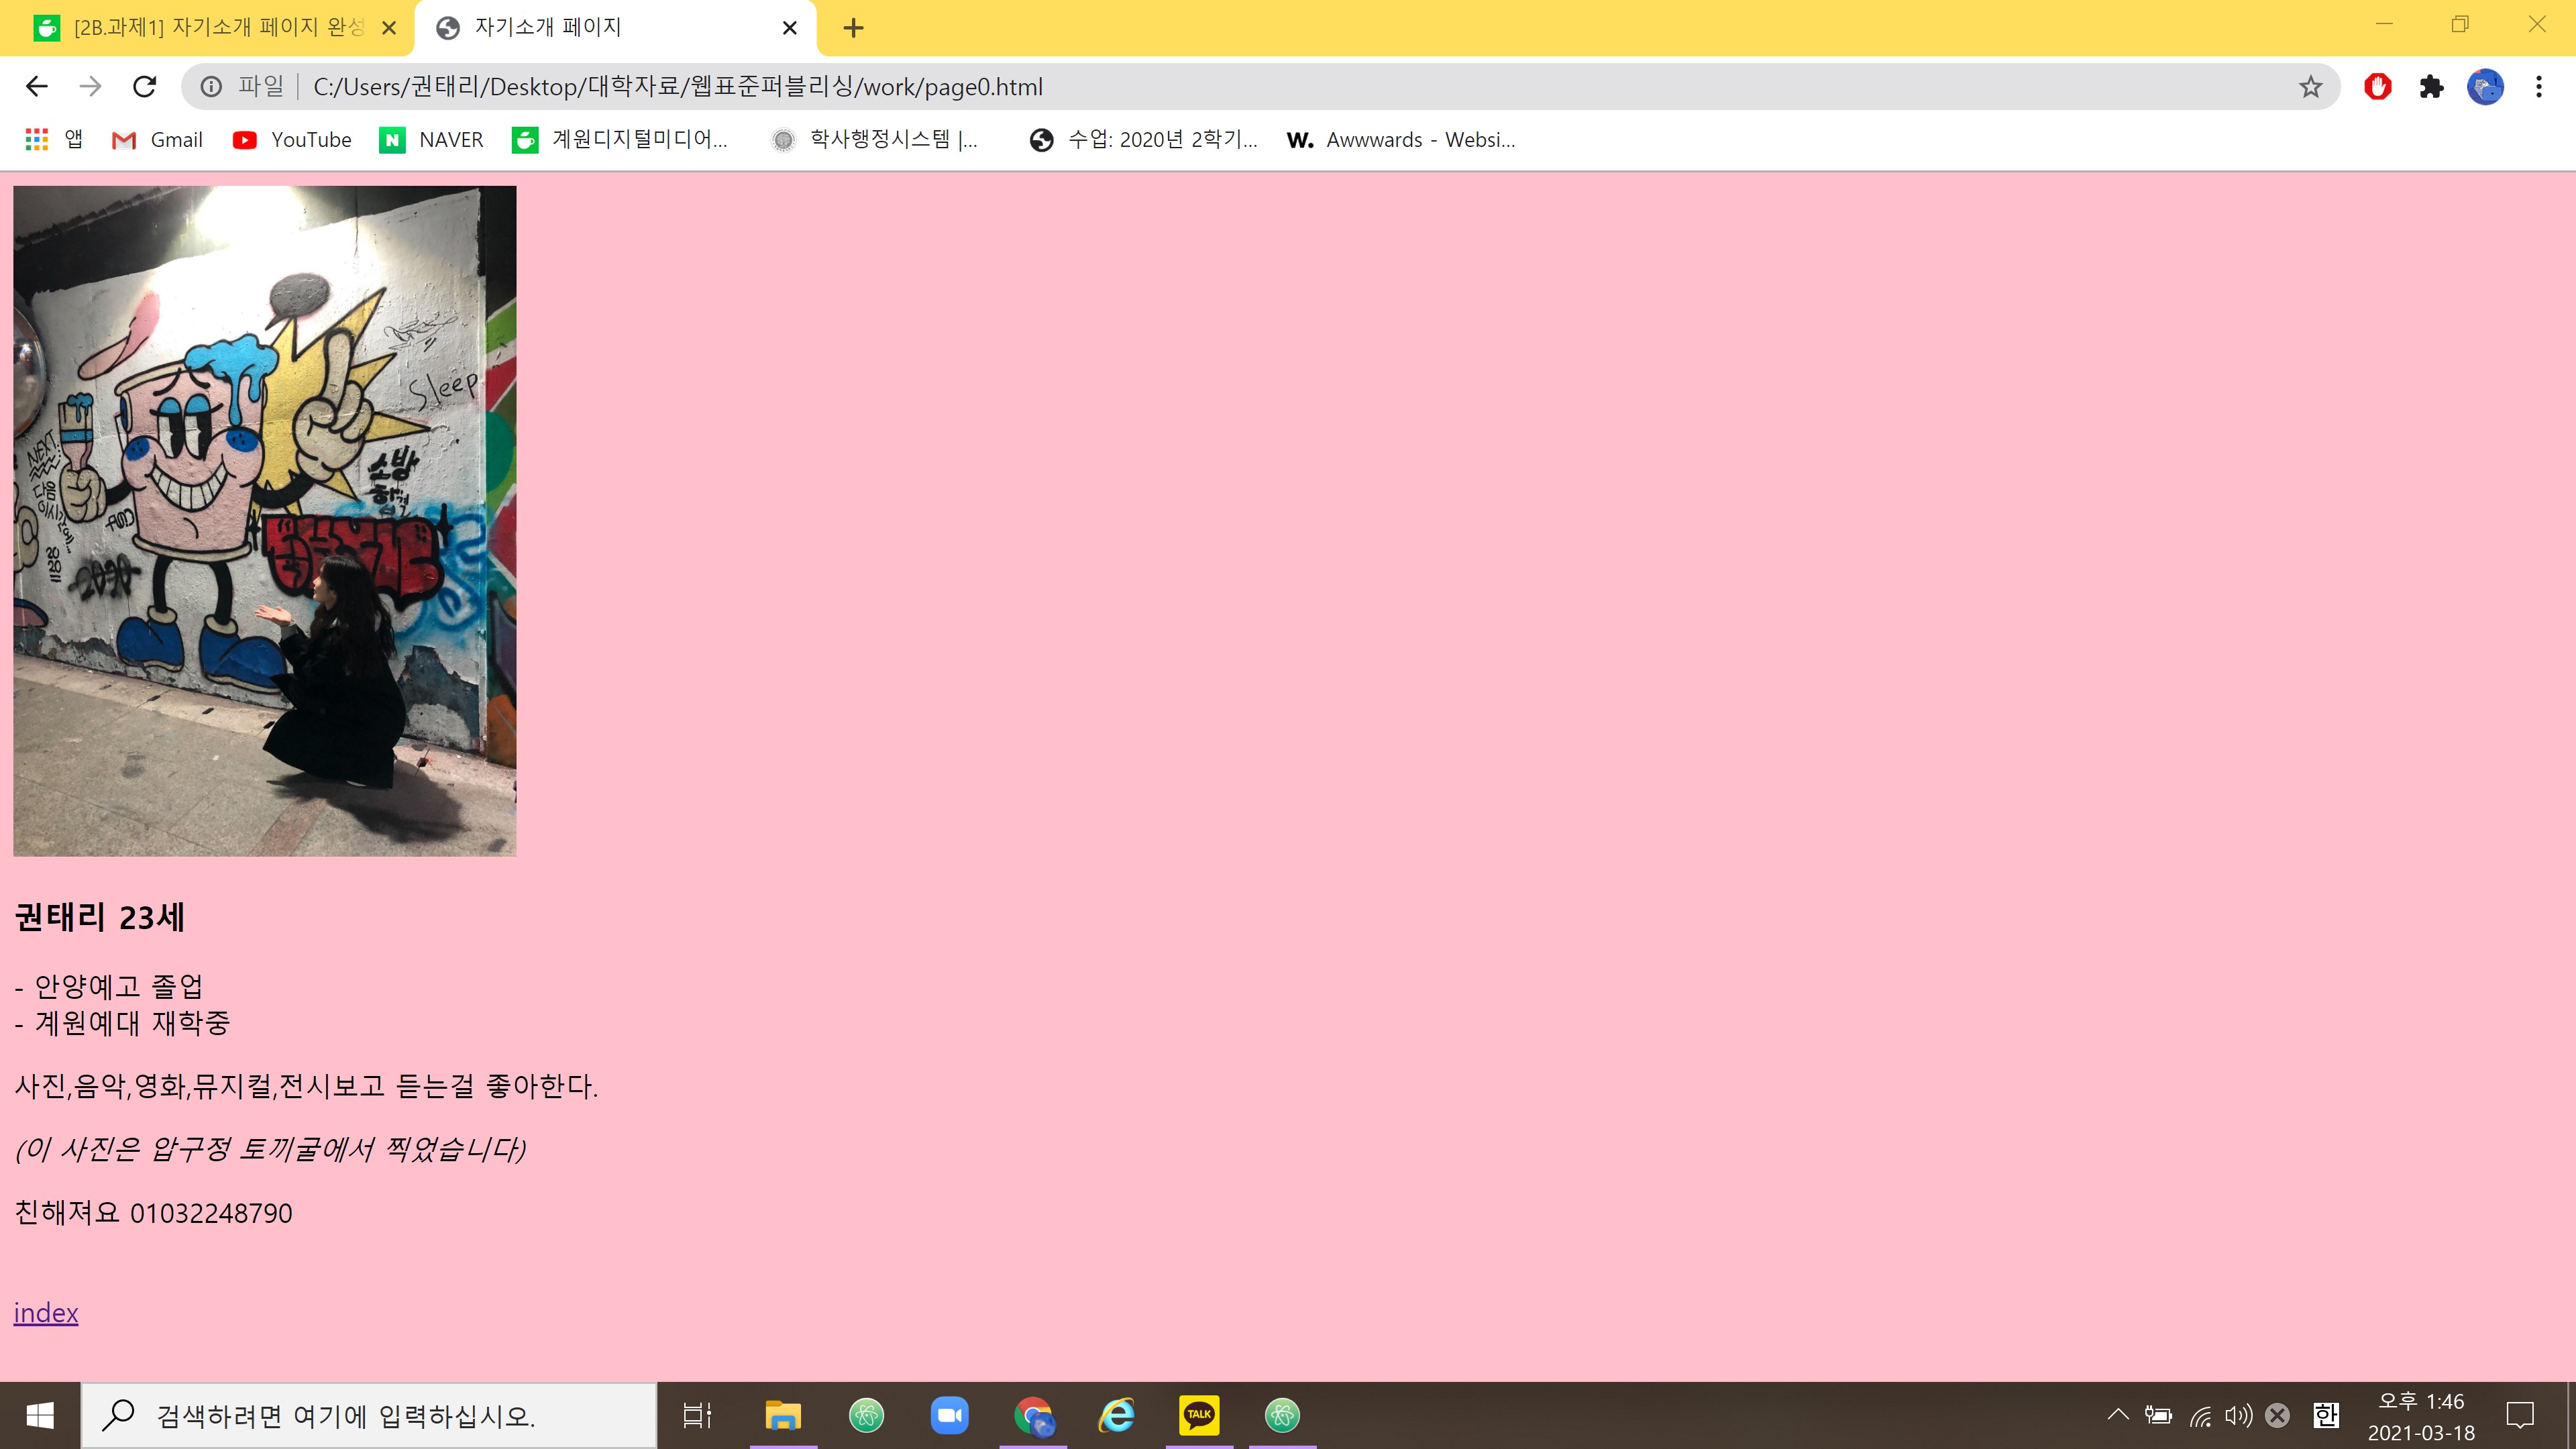 [2B.과제1] 자기소개 페이지 완성
자기소개 페이지
파일 C:/Users/권태리/Desktop/대학자료/웹표준퍼블리싱/work/page0.html
앱 Gmail YouTube NAVER 계원디지털미디어... 학사행정시스템 |... 수업: 2020년 2학기... W. Awwwards - Websi...
Sleep
NEXT.
다음
이시간에...
소방
합격
권태리 23세
- 안양예고 졸업
- 계원예대 재학중
사진,음악,영화,뮤지컬,전시보고 듣는걸 좋아한다.
(이 사진은 압구정 토끼굴에서 찍었습니다)
친해져요 01032248790
index
검색하려면 여기에 입력하십시오.
TALK
한
오후 1:46
2021-03-18